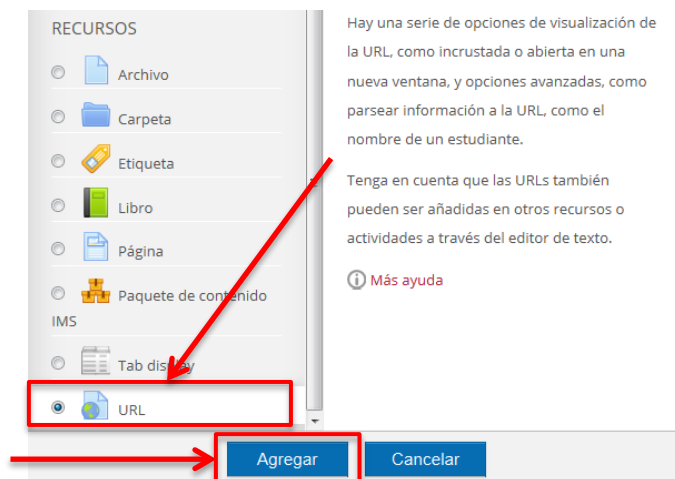 RECURSOS
Archivo
Carpeta
Etiqueta
Libro
Página
Paquete de contenido
IMS
Tab display
URL
Hay una serie de opciones de visualización de
la URL, como incrustada o abierta en una
nueva ventana, y opciones avanzadas, como
parsear información a la URL, como el
nombre de un estudiante.
Tenga en cuenta que las URLs también
pueden ser añadidas en otros recursos o
actividades a través del editor de texto.
Más ayuda
Agregar
Cancelar